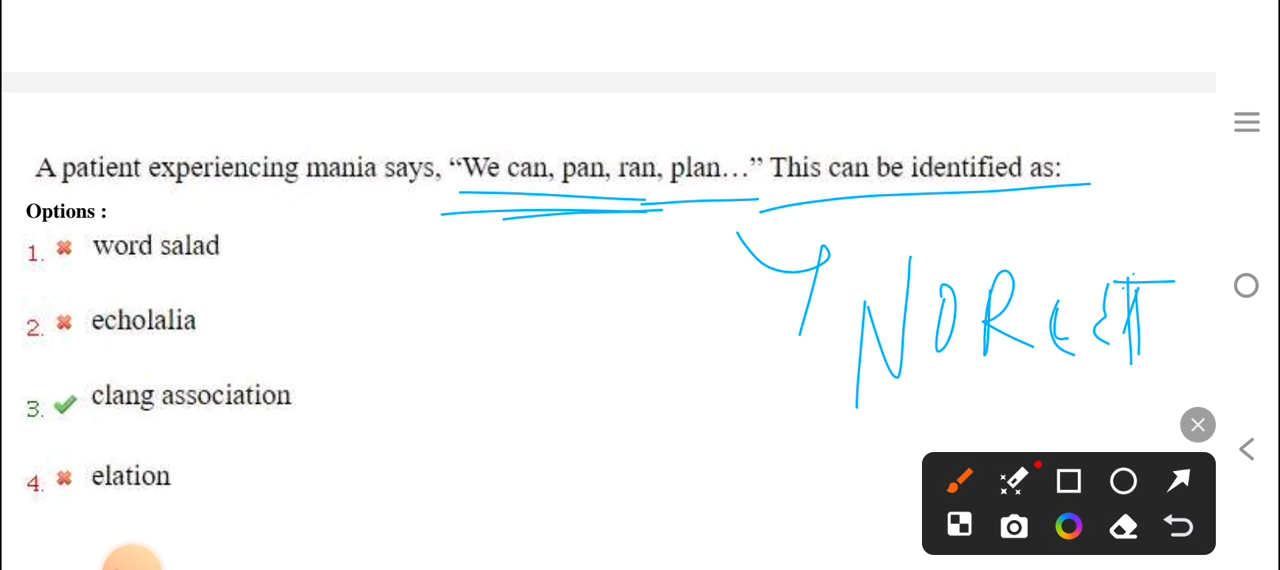 A patient experiencing mania says, “We can, pan, ran, plan…” This can be identified as:
Options :
1. word salad
2. echolalia
3. clang association
4. elation
NORCET